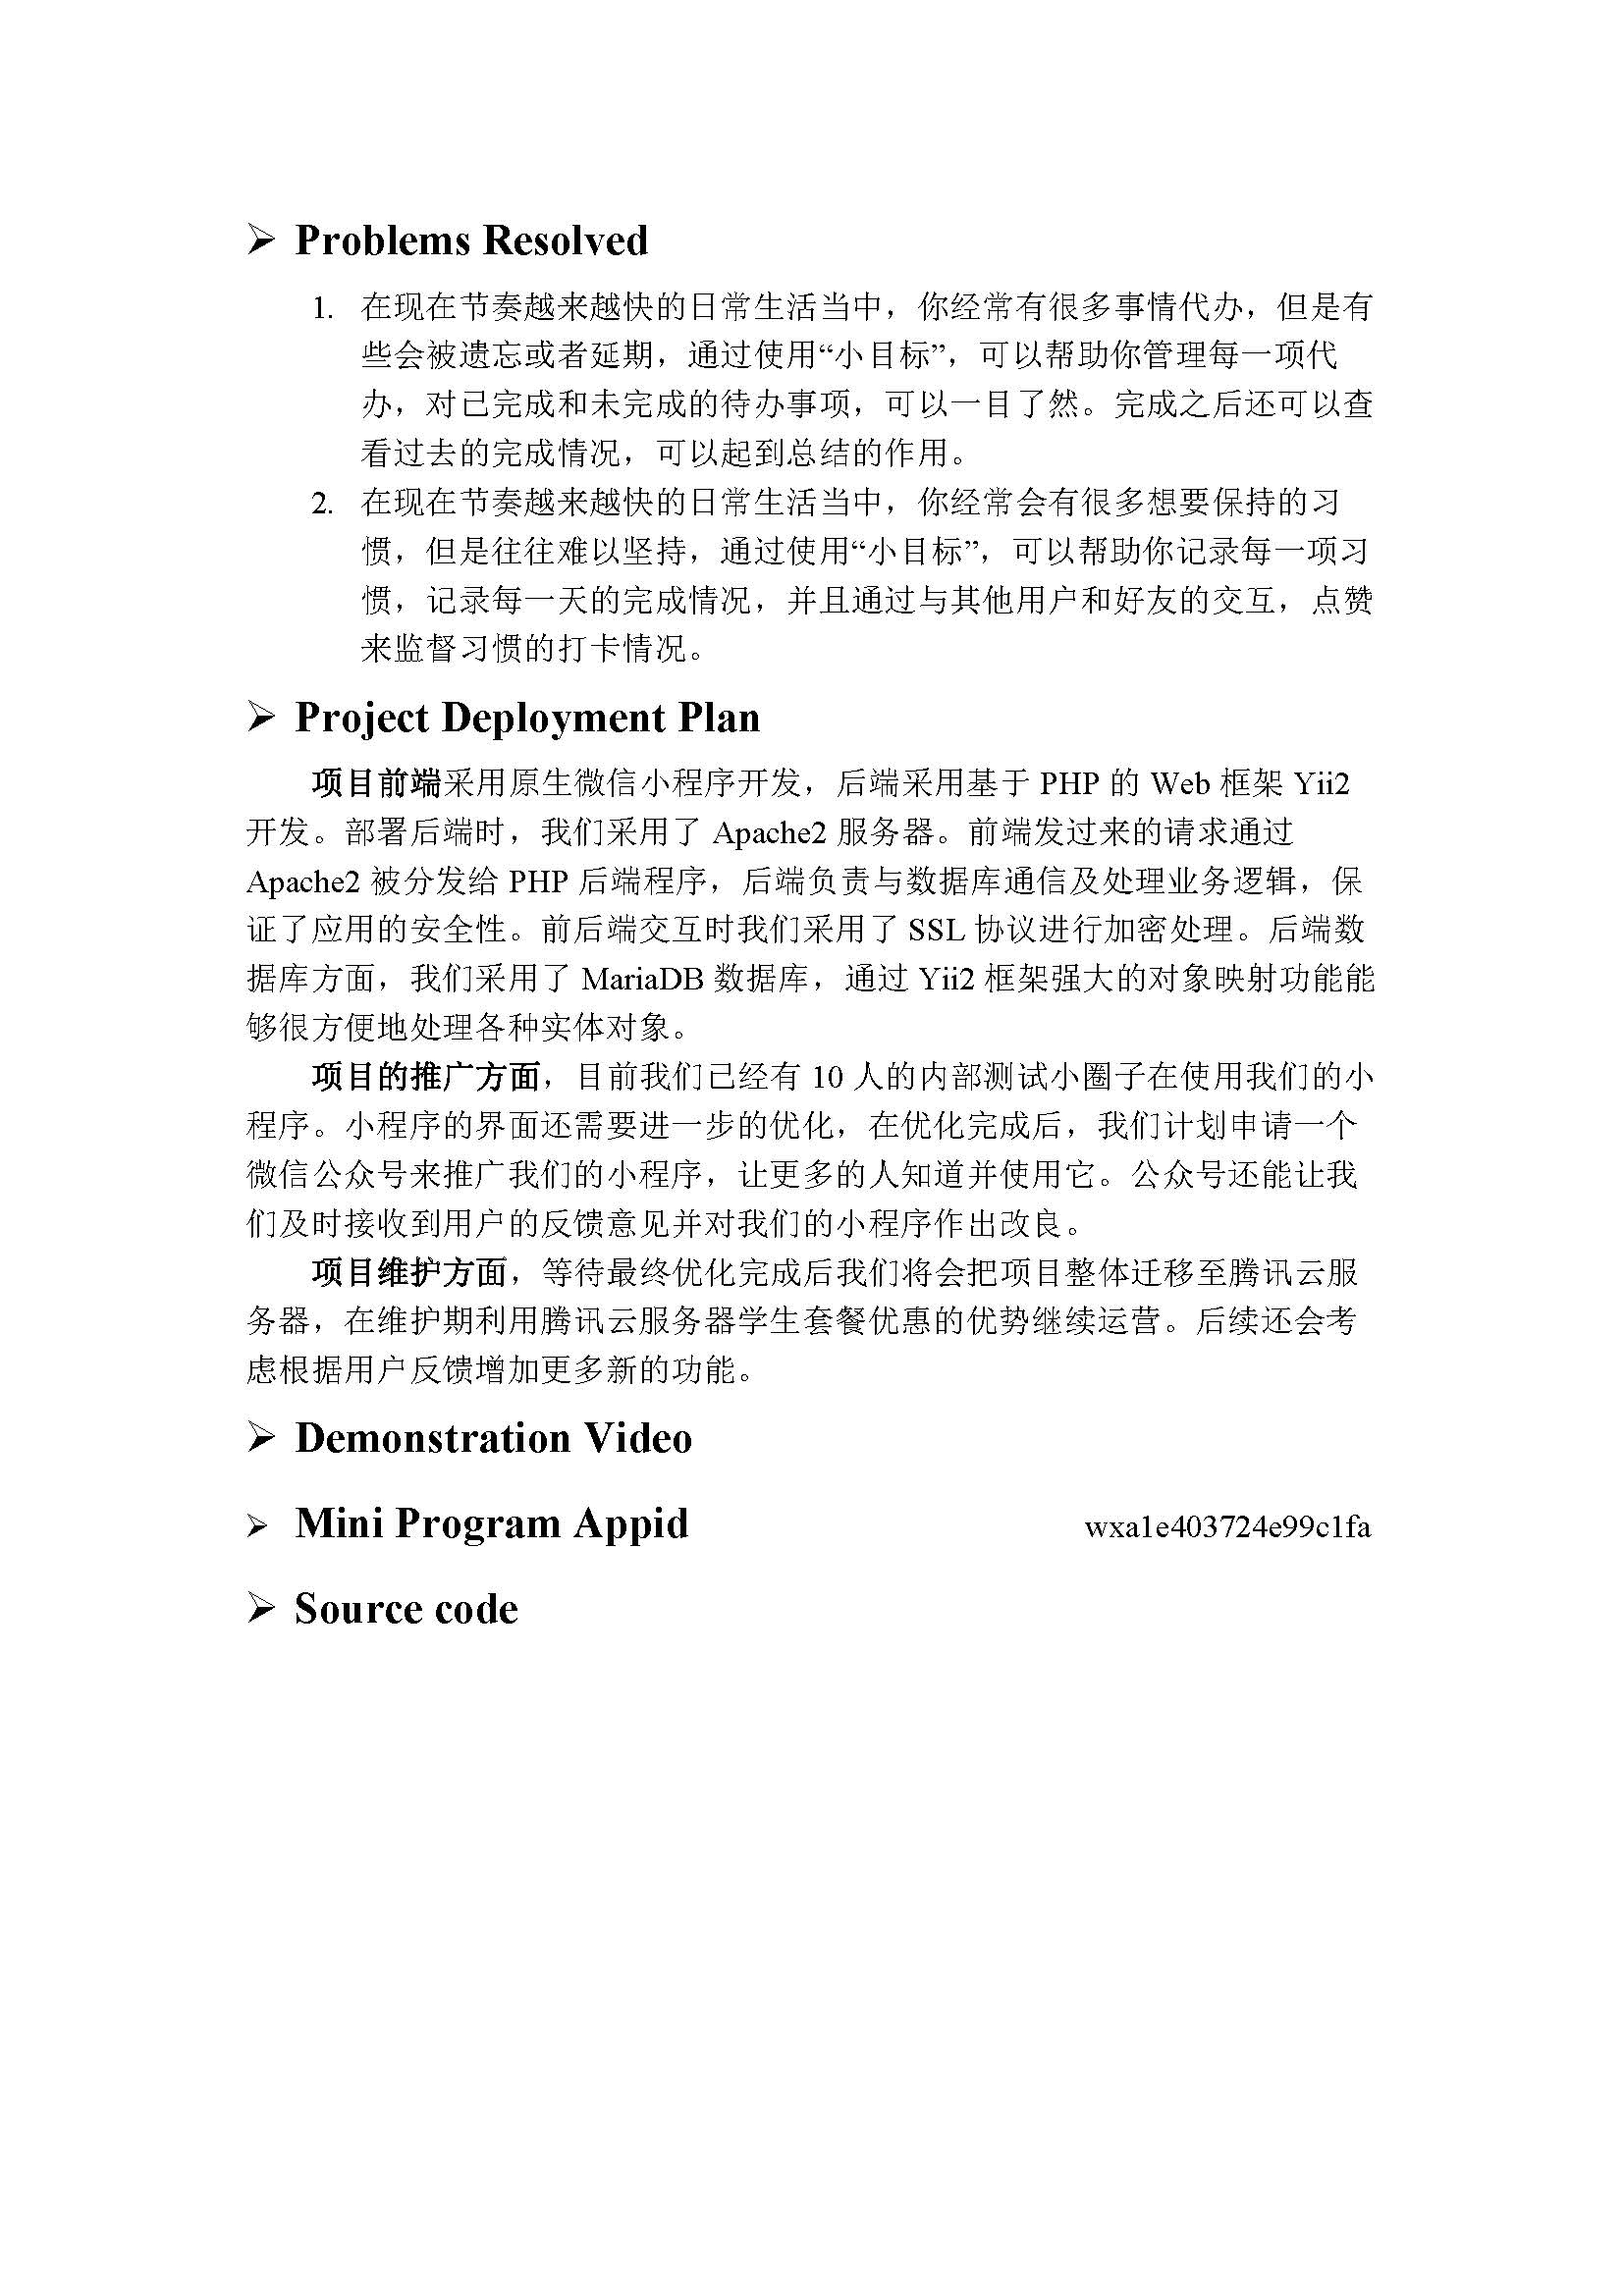 ➢ Problems Resolved
1. 在现在节奏越来越快的日常生活当中，你经常有很多事情代办，但是有
些会被遗忘或者延期，通过使用“小目标”，可以帮助你管理每一项代
办，对已完成和未完成的待办事项，可以一目了然。完成之后还可以查
看过去的完成情况，可以起到总结的作用。
2. 在现在节奏越来越快的日常生活当中，你经常会有很多想要保持的习
惯，但是往往难以坚持，通过使用“小目标”，可以帮助你记录每一项习
惯，记录每一天的完成情况，并且通过与其他用户和好友的交互，点赞
来监督习惯的打卡情况。
➢ Project Deployment Plan
项目前端采用原生微信小程序开发，后端采用基于 PHP 的 Web 框架 Yii2
开发。部署后端时，我们采用了 Apache2 服务器。前端发过来的请求通过
Apache2 被分发给 PHP 后端程序，后端负责与数据库通信及处理业务逻辑，保
证了应用的安全性。前后端交互时我们采用了 SSL 协议进行加密处理。后端数
据库方面，我们采用了 MariaDB 数据库，通过 Yii2 框架强大的对象映射功能能
够很方便地处理各种实体对象。
项目的推广方面，目前我们已经有 10 人的内部测试小圈子在使用我们的小
程序。小程序的界面还需要进一步的优化，在优化完成后，我们计划申请一个
微信公众号来推广我们的小程序，让更多的人知道并使用它。公众号还能让我
们及时接收到用户的反馈意见并对我们的小程序作出改良。
项目维护方面，等待最终优化完成后我们将会把项目整体迁移至腾讯云服
务器，在维护期利用腾讯云服务器学生套餐优惠的优势继续运营。后续还会考
虑根据用户反馈增加更多新的功能。
➢ Demonstration Video
➢ Mini Program Appid wxa1e403724e99c1fa
➢ Source code